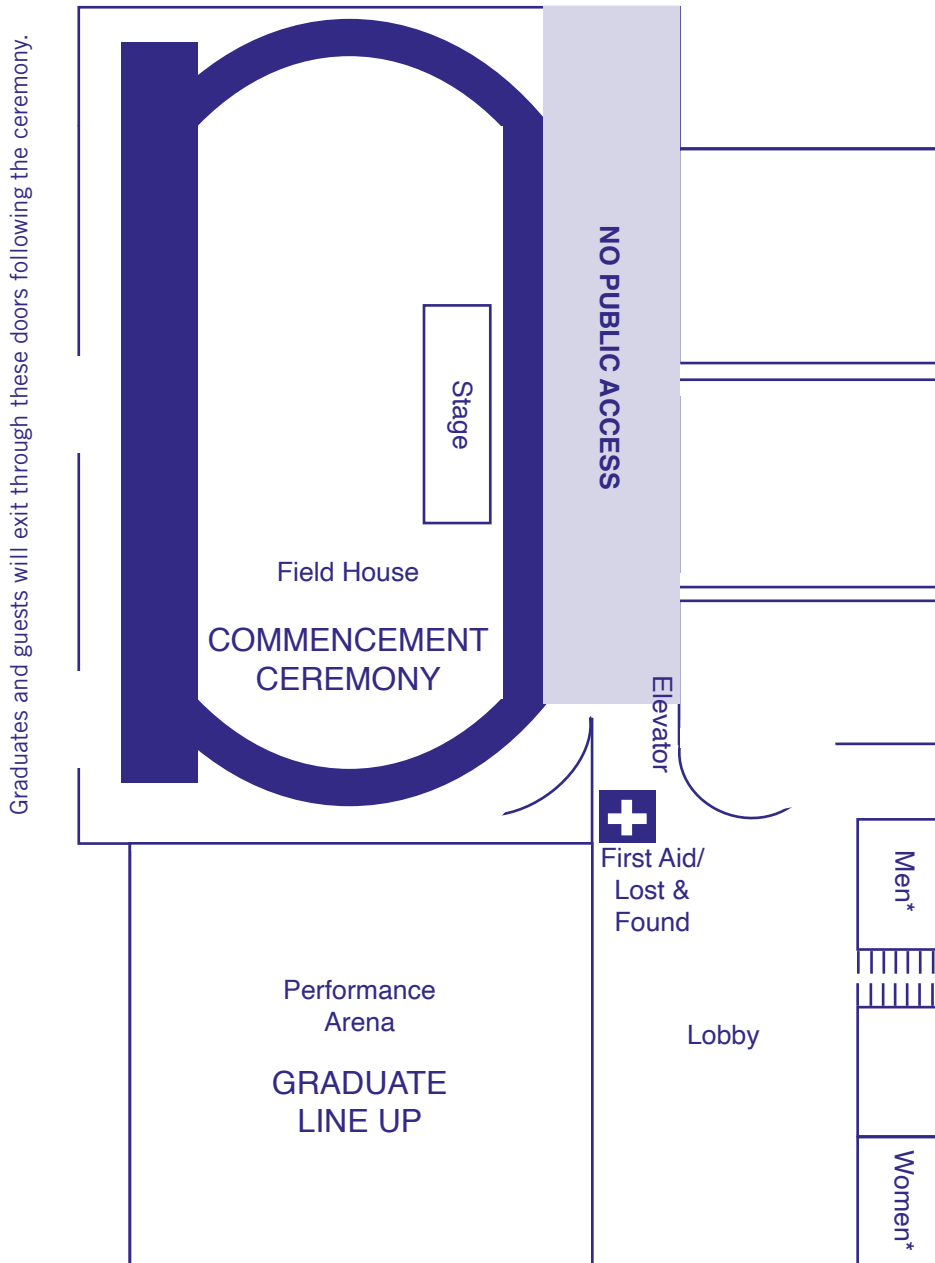 Graduates and guests will exit through these doors following the ceremony.
NO PUBLIC ACCESS
Stage
Field House
COMMENCEMENT
CEREMONY
Elevator
First Aid/
Lost &
Found
Men*
Performance
Arena
GRADUATE
LINE UP
Lobby
Women*